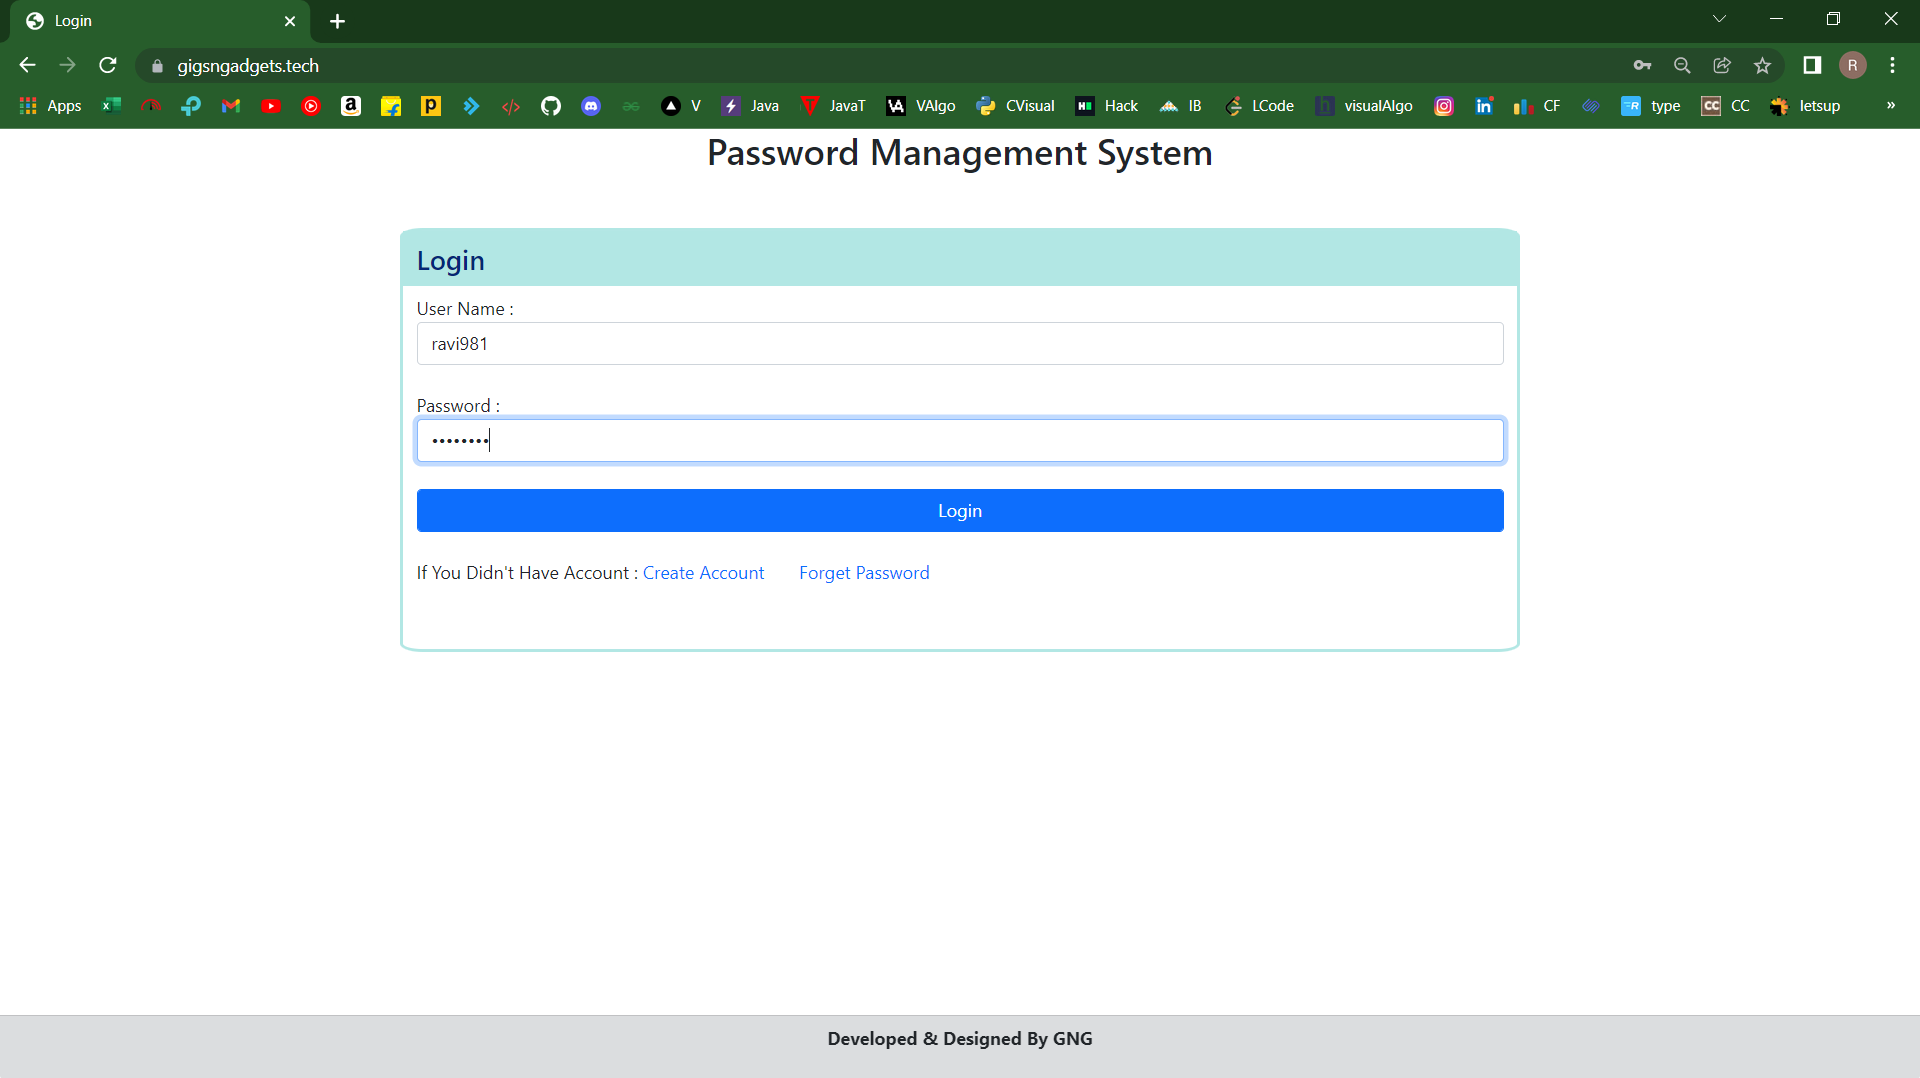 Login
gigsngadgets.tech
R
Apps V Java JavaT VAlgo CVisual Hack IB LCode visualAlgo CF type CC letsup »
Password Management System
Login
User Name :
ravi981
Password :
••••••••
Login
If You Didn't Have Account : Create Account Forget Password
Developed & Designed By GNG